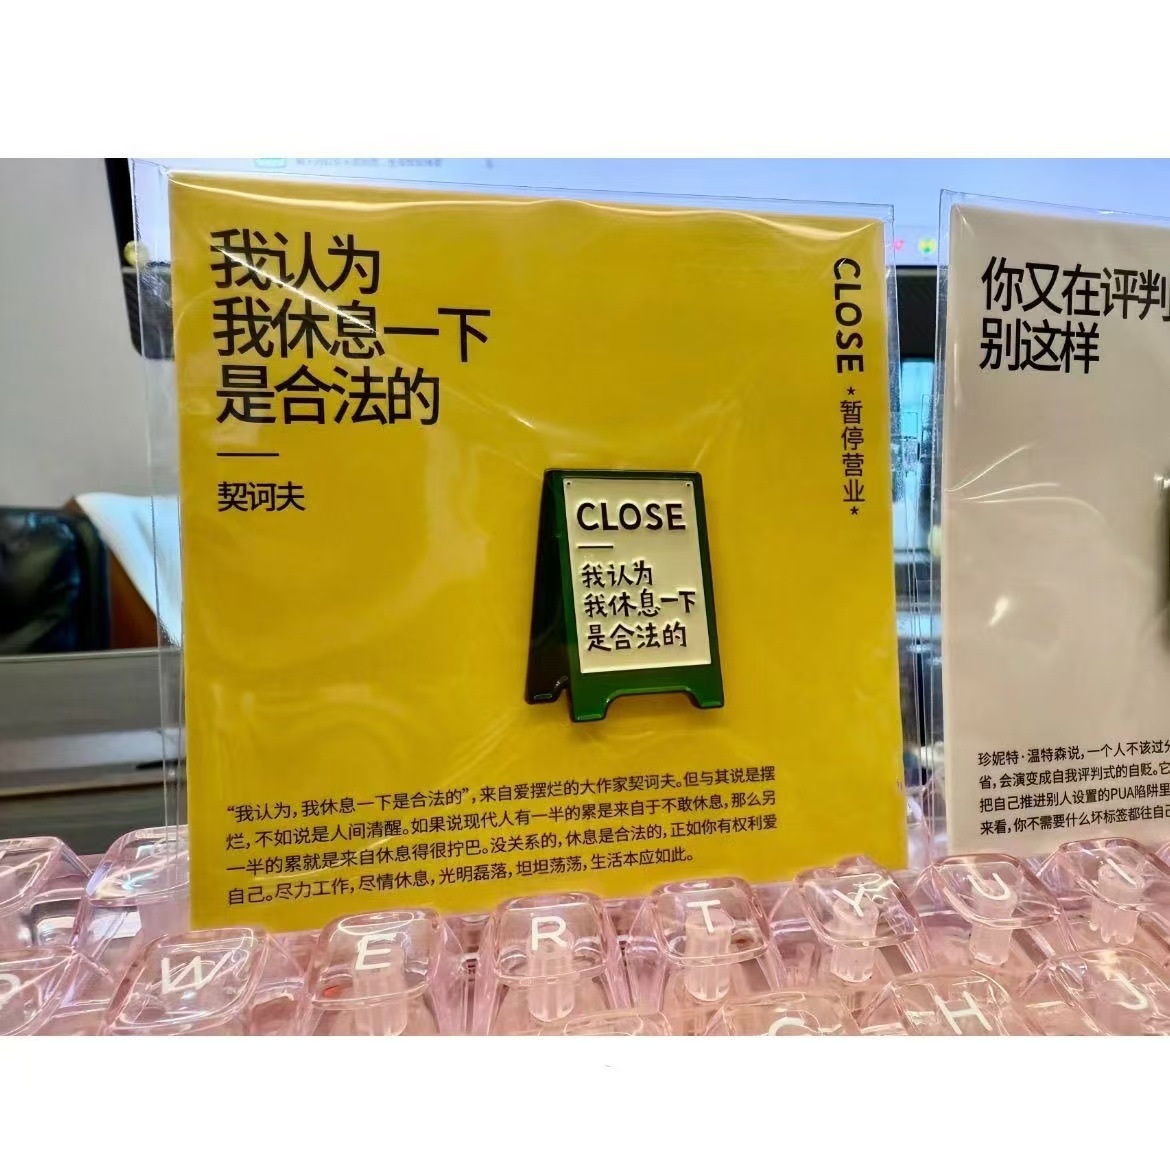 我认为
我休息一下
是合法的
契诃夫
CLOSE *暂停营业*
CLOSE
我认为
我休息一下
是合法的
“我认为，我休息一下是合法的”，来自爱摆烂的大作家契诃夫。但与其说是摆
烂，不如说是人间清醒。如果说现代人有一半的累是来自于不敢休息，那么另
一半的累就是来自休息得很拧巴。没关系的，休息是合法的，正如你有权利爱
自己。尽力工作，尽情休息，光明磊落，坦坦荡荡，生活本应如此。
你又在评判
别这样
珍妮特·温特森说，一个人不该过分
省，会演变成自我评判式的自贬。它
把自己推进别人设置的PUA陷阱里
来看，你不需要什么坏标签都往自己
W E R T Y U I
H J